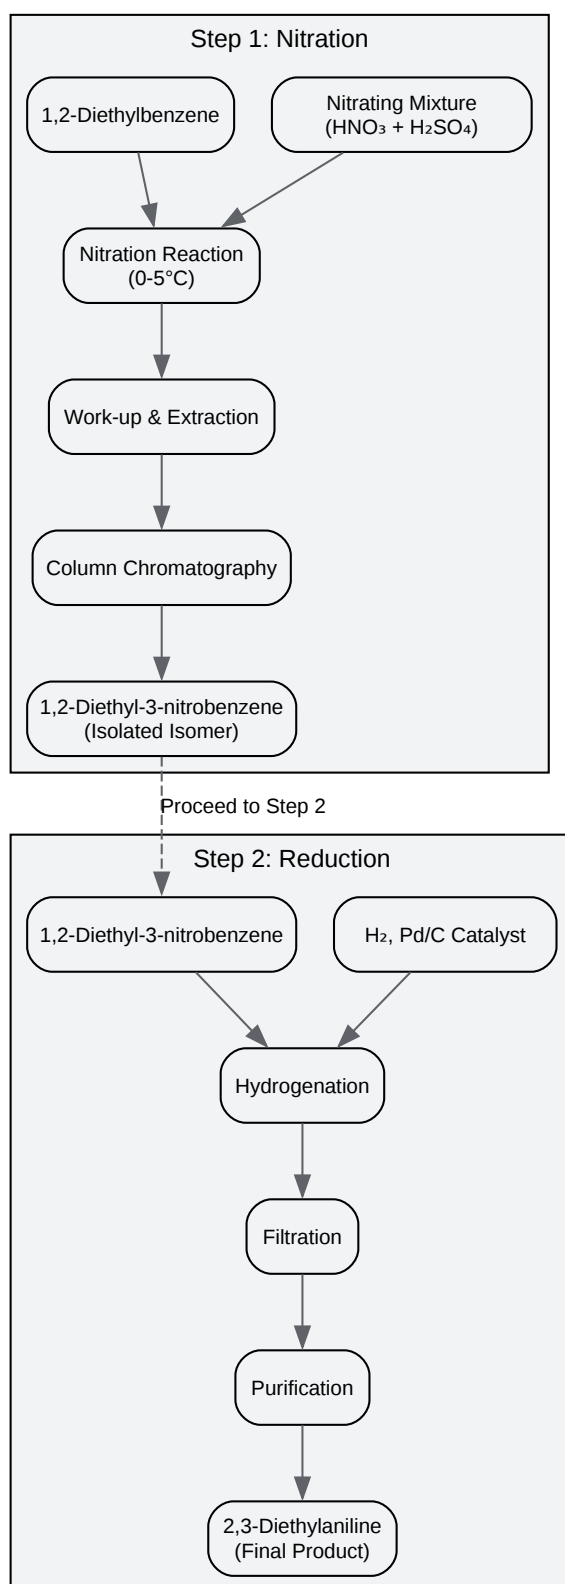 Step 1: Nitration
1,2-Diethylbenzene
Nitrating Mixture
(HNO₃ + H₂SO₄)
Nitration Reaction
(0-5°C)
Work-up & Extraction
Column Chromatography
1,2-Diethyl-3-nitrobenzene
(Isolated Isomer)
Proceed to Step 2
Step 2: Reduction
1,2-Diethyl-3-nitrobenzene
H₂, Pd/C Catalyst
Hydrogenation
Filtration
Purification
2,3-Diethylaniline
(Final Product)